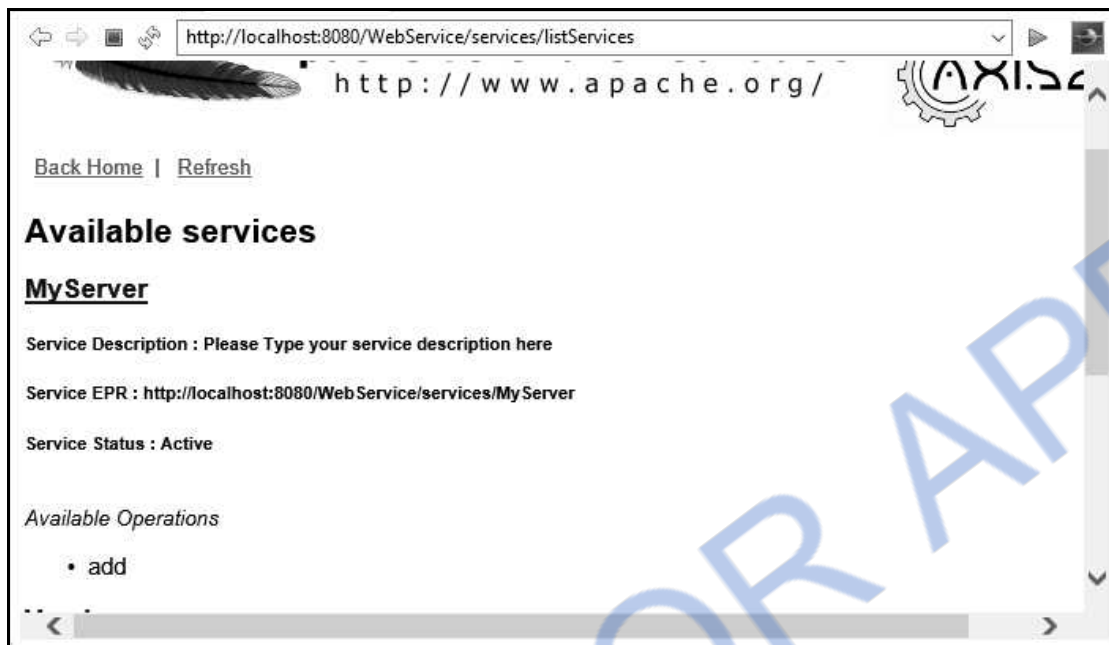 http://localhost:8080/WebService/services/listServices
http://www.apache.org/
Back Home | Refresh
Available services
MyServer
Service Description : Please Type your service description here
Service EPR : http://localhost:8080/WebService/services/MyServer
Service Status : Active
Available Operations
• add
OR AP